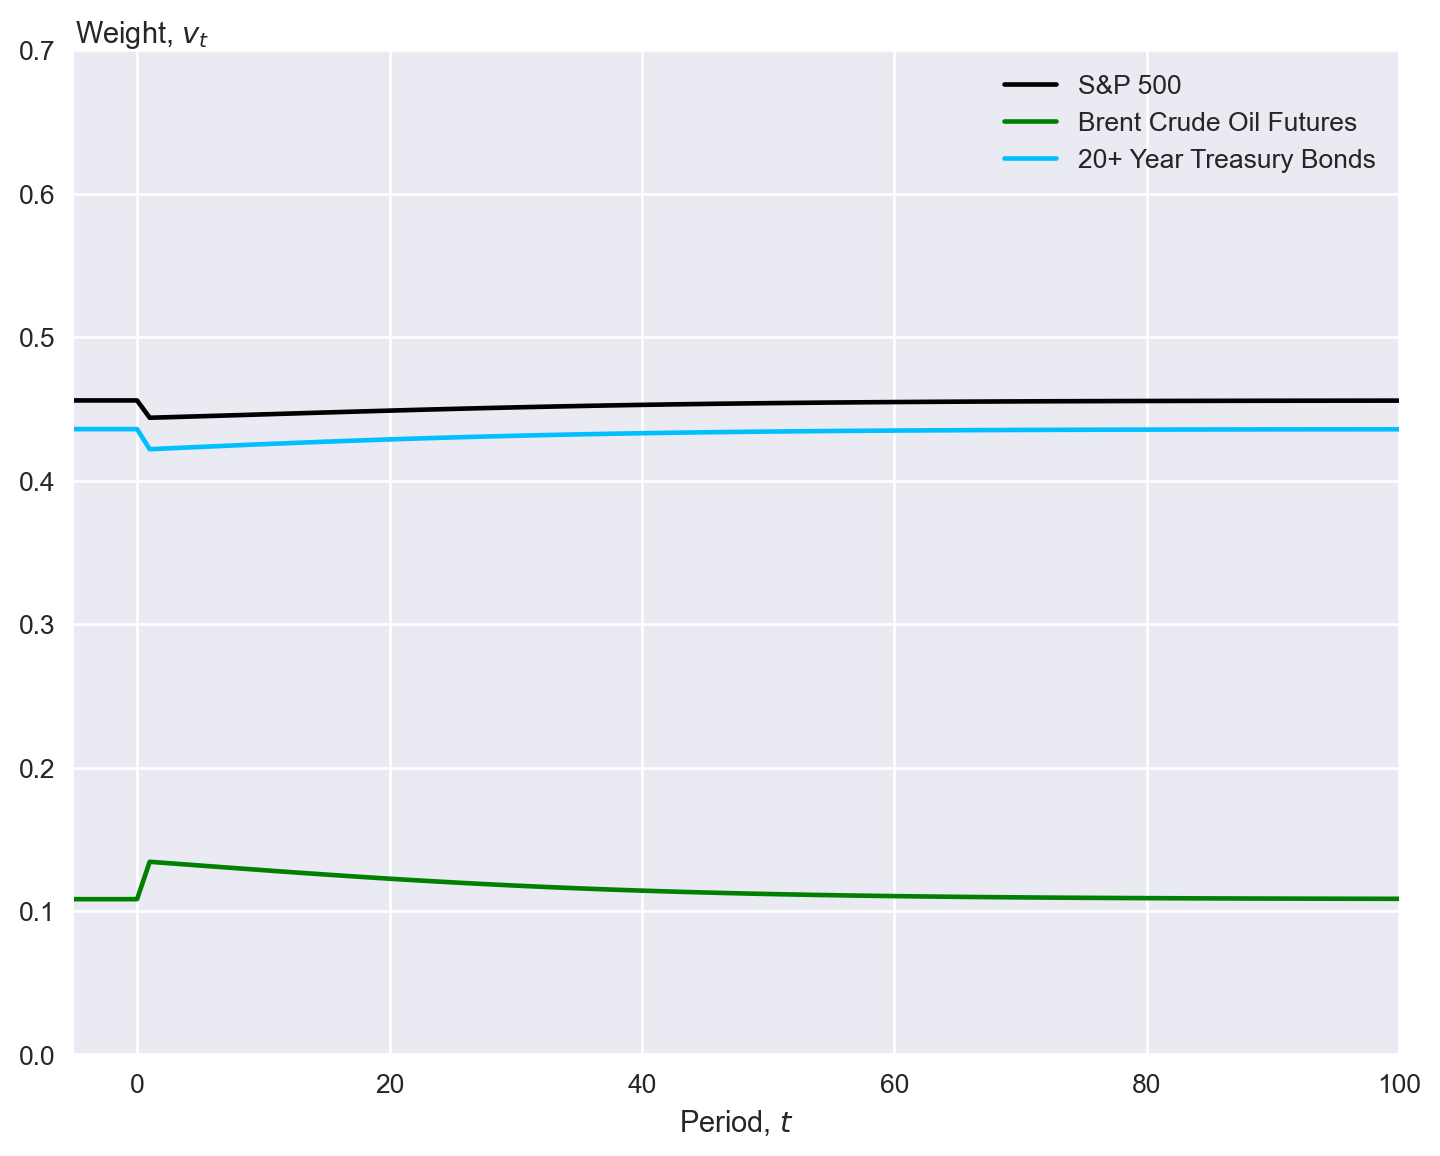 Weight, vₜ
0.7
0.6
0.5
0.4
0.3
0.2
0.1
0.0
S&P 500
Brent Crude Oil Futures
20+ Year Treasury Bonds
0 20 40 60 80 100
Period, t